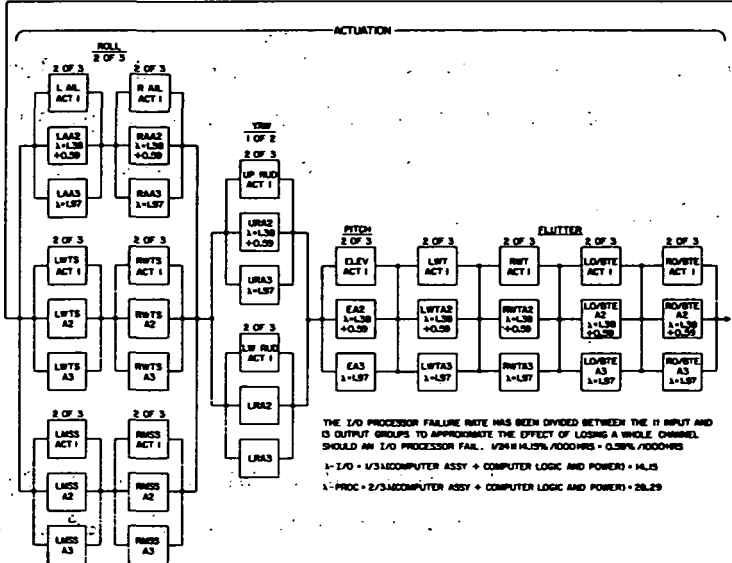 ACTUATION
ROLL
2 OF 3
2 OF 3
2 OF 3
L AIL
ACT 1
R AIL
ACT 1
LAA2
λ=1.38
+0.59
RAA2
λ=1.38
+0.59
LAA3
λ=1.97
RAA3
λ=1.97
2 OF 3
2 OF 3
LWTS
ACT 1
RWTS
ACT 1
LWTS
A2
RWTS
A2
LWTS
A3
RWTS
A3
2 OF 3
2 OF 3
LMSS
ACT 1
RMSS
ACT 1
LMSS
A2
RMSS
A2
LMSS
A3
RMSS
A3
YAW
1 OF 2
2 OF 3
UP RUD
ACT 1
URA2
λ=1.38
+0.59
URA3
λ=1.97
2 OF 3
LW RUD
ACT 1
LRA2
LRA3
PITCH
FLUTTER
2 OF 3
2 OF 3
2 OF 3
2 OF 3
2 OF 3
ELEV
ACT 1
LWT
ACT 1
RWT
ACT 1
LO/BTE
ACT 1
RO/BTE
ACT 1
EA2
λ=1.38
+0.59
LWTA2
λ=1.38
+0.59
RWTA2
λ=1.38
+0.59
LO/BTE
A2
λ=1.38
+0.59
RO/BTE
A2
λ=1.38
+0.59
EA3
λ=1.97
LWTA3
λ=1.97
RWTA3
λ=1.97
LO/BTE
A3
λ=1.97
RO/BTE
A3
λ=1.97
THE I/O PROCESSOR FAILURE RATE HAS BEEN DIVIDED BETWEEN THE 11 INPUT AND
13 OUTPUT GROUPS TO APPROXIMATE THE EFFECT OF LOSING A WHOLE CHANNEL
SHOULD AN I/O PROCESSOR FAIL. 1/24 X 14.15% /1000 HRS = 0.59% /1000 HRS
λ-I/O = 1/3 λ(COMPUTER ASSY + COMPUTER LOGIC AND POWER) = 14.15
λ-PROC = 2/3 λ(COMPUTER ASSY + COMPUTER LOGIC AND POWER) = 28.29